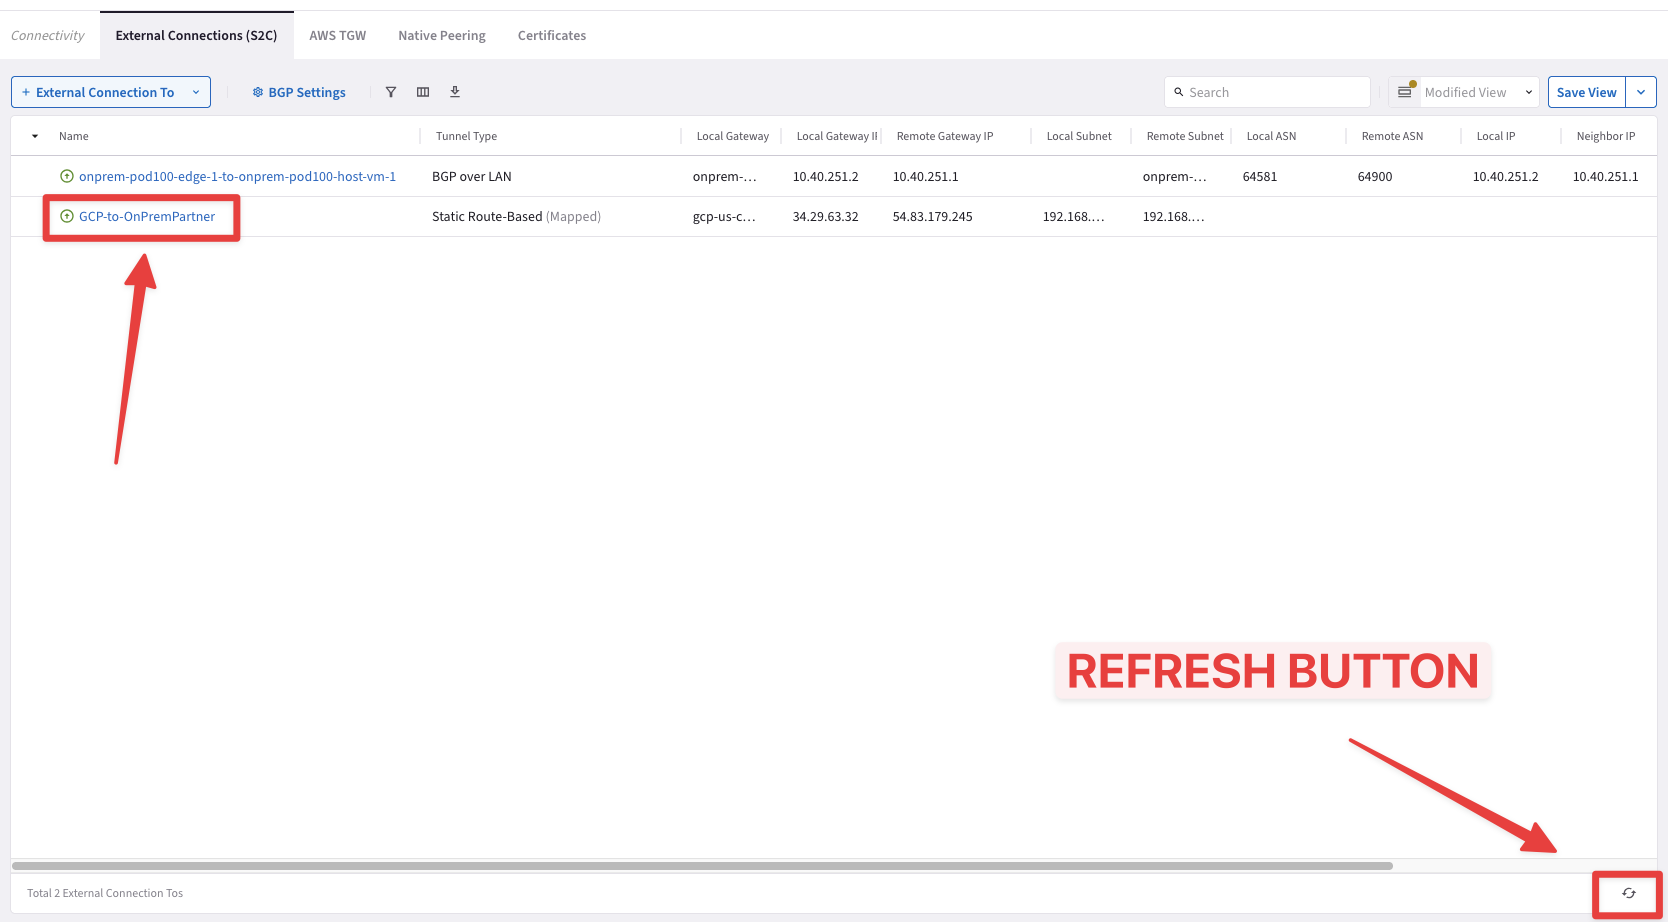 Connectivity External Connections (S2C) AWS TGW Native Peering Certificates
+ External Connection To BGP Settings Search Modified View Save View
Name Tunnel Type Local Gateway Local Gateway II Remote Gateway IP Local Subnet Remote Subnet Local ASN Remote ASN Local IP Neighbor IP
onprem-pod100-edge-1-to-onprem-pod100-host-vm-1 BGP over LAN onprem-... 10.40.251.2 10.40.251.1 onprem-... 64581 64900 10.40.251.2 10.40.251.1
GCP-to-OnPremPartner Static Route-Based (Mapped) gcp-us-c... 34.29.63.32 54.83.179.245 192.168.... 192.168....
REFRESH BUTTON
Total 2 External Connection Tos